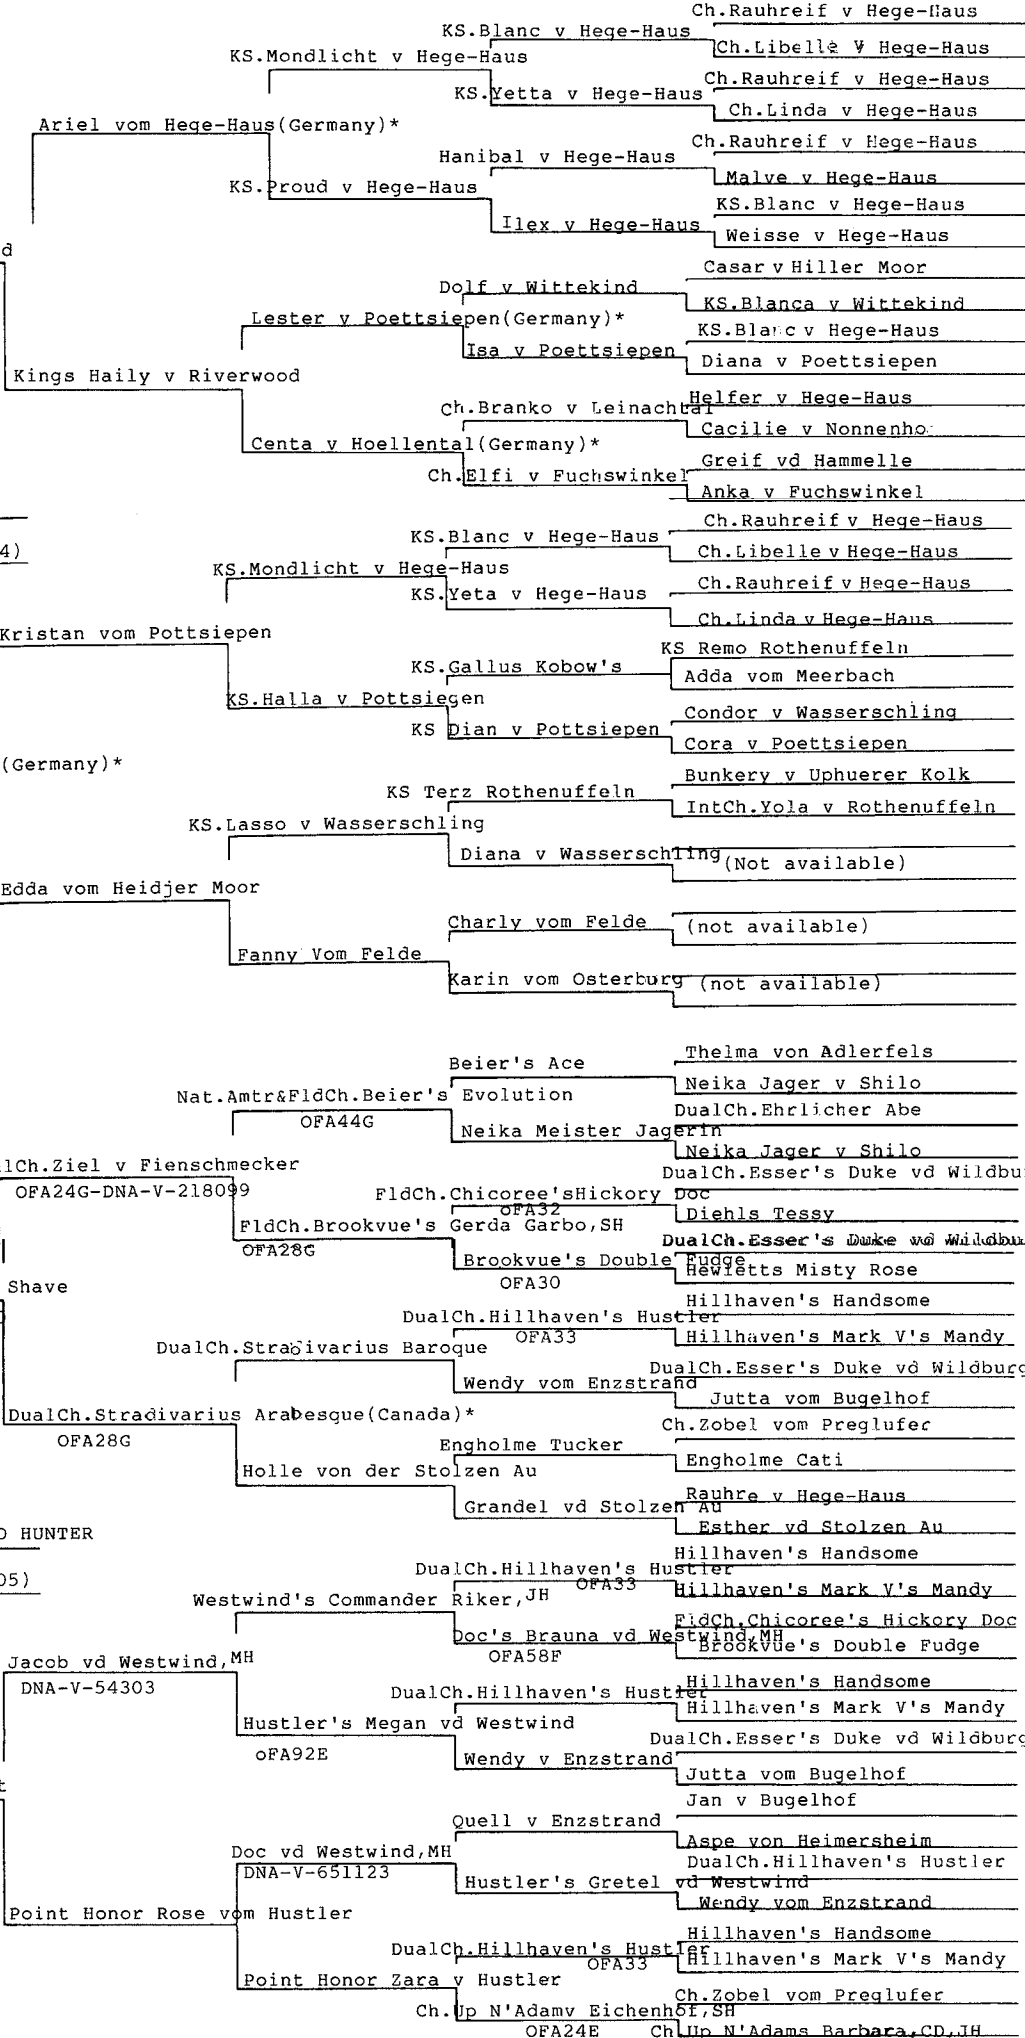 Ch.Rauhreif v Hege-Haus
KS.Blanc v Hege-Haus
Ch.Libelle V Hege-Haus
KS.Mondlicht v Hege-Haus
Ch.Rauhreif v Hege-Haus
KS.Yetta v Hege-Haus
Ch.Linda v Hege-Haus
Ariel vom Hege-Haus(Germany)*
Ch.Rauhreif v Hege-Haus
Hanibal v Hege-Haus
Malve v Hege-Haus
KS.Proud v Hege-Haus
KS.Blanc v Hege-Haus
Ilex v Hege-Haus
Weisse v Hege-Haus
d
Casar v Hiller Moor
Dolf v Wittekind
KS.Blanca v Wittekind
Lester v Poettsiepen(Germany)*
KS.Blanc v Hege-Haus
Isa v Poettsiepen
Diana v Poettsiepen
Kings Haily v Riverwood
Helfer v Hege-Haus
Ch.Branko v Leinachtal
Cacilie v Nonnenho
Centa v Hoellental(Germany)*
Greif vd Hammelle
Ch.Elfi v Fuchswinkel
Anka v Fuchswinkel
Ch.Rauhreif v Hege-Haus
KS.Blanc v Hege-Haus
4)
Ch.Libelle v Hege-Haus
KS.Mondlicht v Hege-Haus
Ch.Rauhreif v Hege-Haus
KS.Yeta v Hege-Haus
Ch.Linda v Hege-Haus
Kristan vom Pottsiepen
KS Remo Rothenuffeln
KS.Gallus Kobow's
Adda vom Meerbach
KS.Halla v Pottsiegen
Condor v Wasserschling
KS Dian v Pottsiepen
Cora v Poettsiepen
(Germany)*
Bunkery v Uphuerer Kolk
KS Terz Rothenuffeln
IntCh.Yola v Rothenuffeln
KS.Lasso v Wasserschling
Diana v Wasserschling
(Not available)
Edda vom Heidjer Moor
Charly vom Felde
(not available)
Fanny Vom Felde
Karin vom Osterburg
(not available)
Thelma von Adlerfels
Beier's Ace
Neika Jager v Shilo
Nat.Amtr&FldCh.Beier's Evolution
DualCh.Ehrlicher Abe
OFA44G
Neika Meister Jagerin
Neika Jager v Shilo
lCh.Ziel v Fienschmecker
DualCh.Esser's Duke vd Wildbu
OFA24G-DNA-V-218099
FldCh.Chicoree'sHickory Doc
OFA32
Diehls Tessy
FldCh.Brookvue's Gerda Garbo,SH
DualCh.Esser's Duke vd Wildbu
OFA28G
Brookvue's Double Fudge
Hewletts Misty Rose
OFA30
Shave
Hillhaven's Handsome
DualCh.Hillhaven's Hustler
OFA33
Hillhaven's Mark V's Mandy
DualCh.Stradivarius Baroque
DualCh.Esser's Duke vd Wildburg
Wendy vom Enzstrand
Jutta vom Bugelhof
DualCh.Stradivarius Arabesque(Canada)*
Ch.Zobel vom Preglufer
OFA28G
Engholme Tucker
Engholme Cati
Holle von der Stolzen Au
Rauhre v Hege-Haus
Grandel vd Stolzen Au
Esther vd Stolzen Au
HUNTER
Hillhaven's Handsome
DualCh.Hillhaven's Hustler
05)
OFA33
Hillhaven's Mark V's Mandy
Westwind's Commander Riker,JH
FldCh.Chicoree's Hickory Doc
Doc's Brauna vd Westwind,MH
Brookvue's Double Fudge
OFA58F
Jacob vd Westwind,MH
Hillhaven's Handsome
DNA-V-54303
DualCh.Hillhaven's Hustler
Hillhaven's Mark V's Mandy
Hustler's Megan vd Westwind
DualCh.Esser's Duke vd Wildburg
OFA92E
Wendy v Enzstrand
Jutta vom Bugelhof
t
Jan v Bugelhof
Quell v Enzstrand
Aspe von Heimersheim
Doc vd Westwind,MH
DualCh.Hillhaven's Hustler
DNA-V-651123
Hustler's Gretel vd Westwind
Wendy vom Enzstrand
Point Honor Rose vom Hustler
Hillhaven's Handsome
DualCh.Hillhaven's Hustler
OFA33
Hillhaven's Mark V's Mandy
Point Honor Zara v Hustler
Ch.Zobel vom Preglufer
Ch.Up N'Adamv Eichenhof,SH
OFA24E
Ch.Up N'Adams Barbara,CD,JH